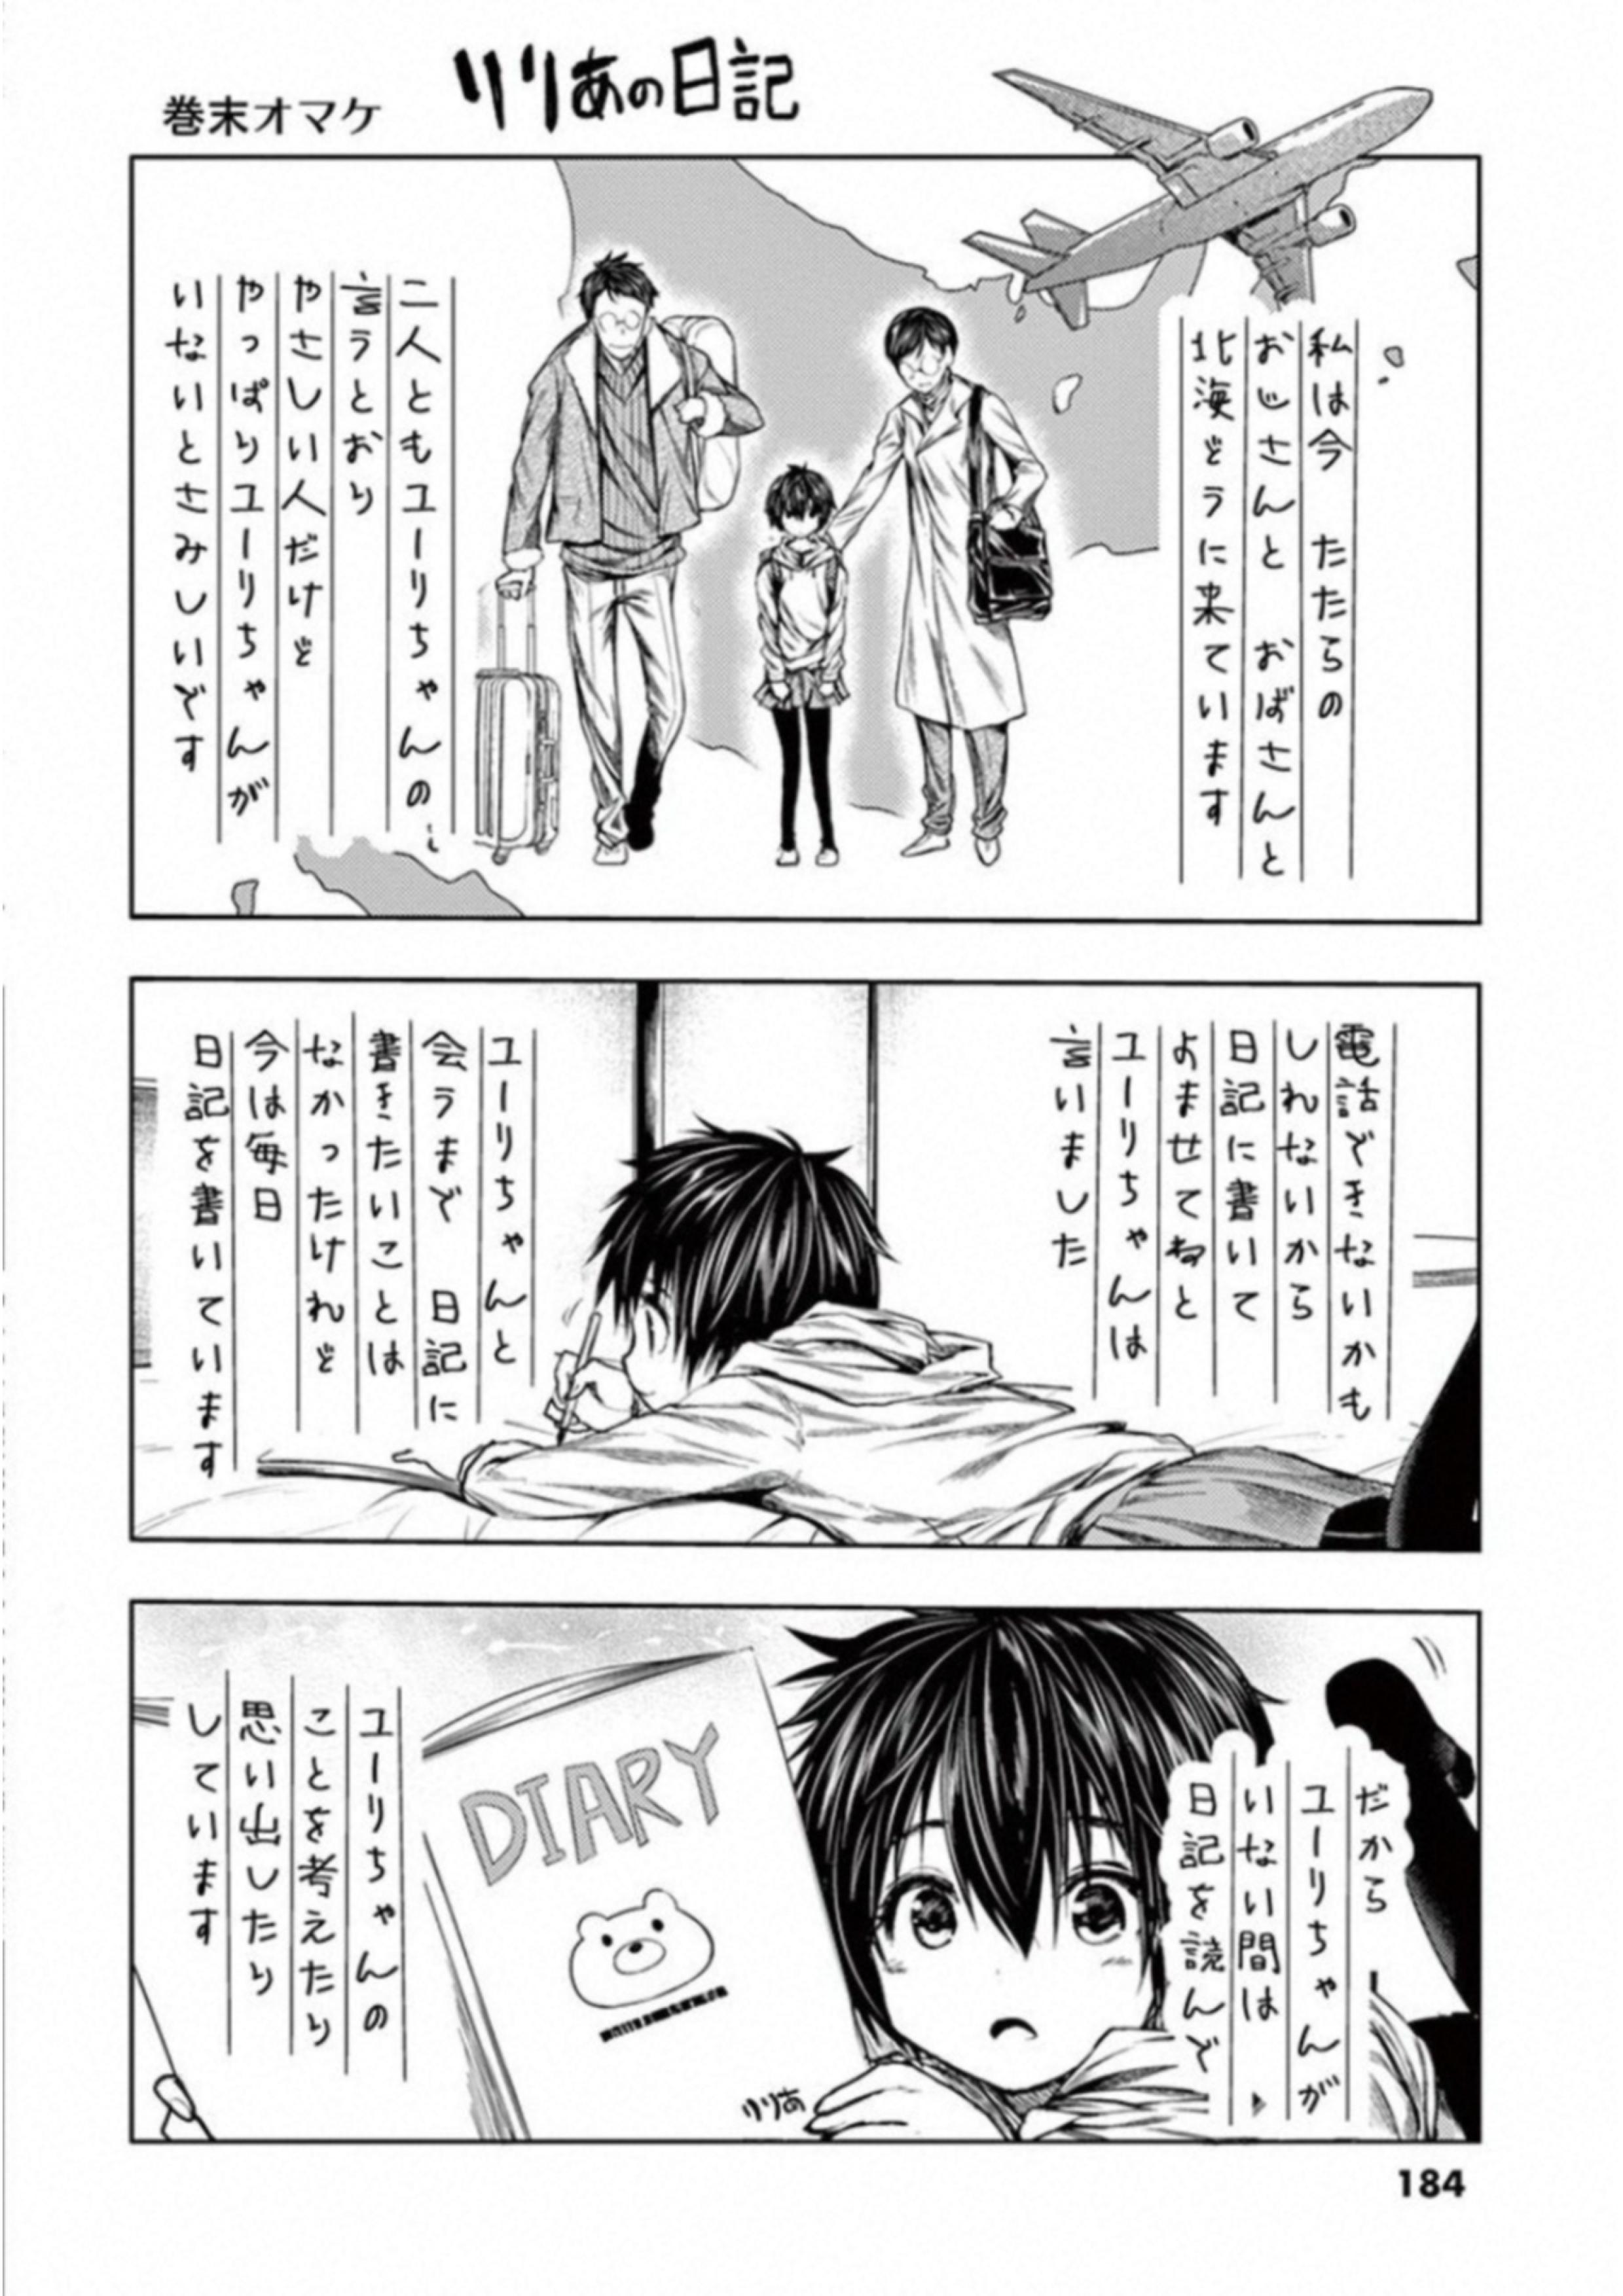 巻末オマケ
りりあの日記
私は今 たたらの
おじさんと おばさんと
北海どうに来ています
二人ともユーリちゃんの
言うとおり
やさしい人だけど
やっぱりユーリちゃんが
いないとさみしいです
電話できないかも
しれないから
日記に書いて
よませてねと
ユーリちゃんは
言いました
ユーリちゃんと
会うまで 日記に
書きたいことは
なかったけれど
今は毎日
日記を書いています
だから
ユーリちゃんが
いない間は
日記を読んで
DIARY
りりあ
ユーリちゃんの
ことを考えたり
思い出したり
しています
184